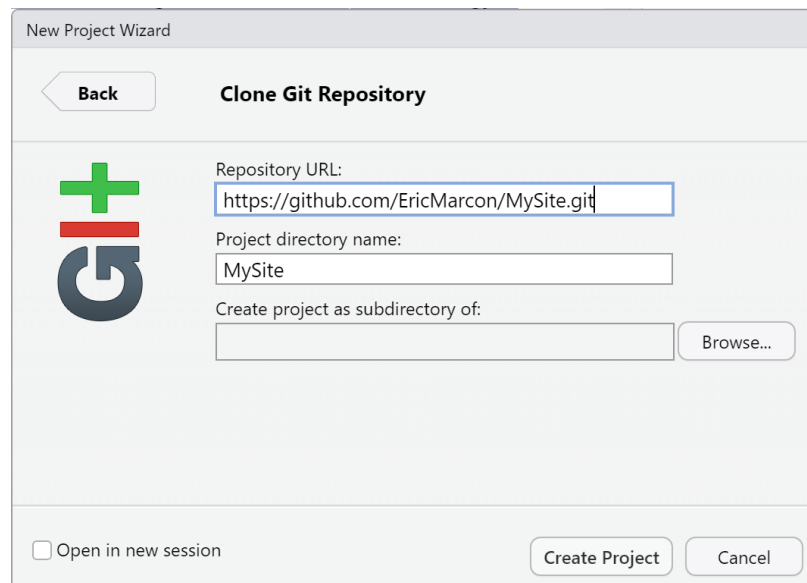 New Project Wizard
Back
Clone Git Repository
GIt
Repository URL:
https://github.com/EricMarcon/MySite.git
Project directory name:
MySite
Create project as subdirectory of:
Browse...
Open in new session
Create Project
Cancel